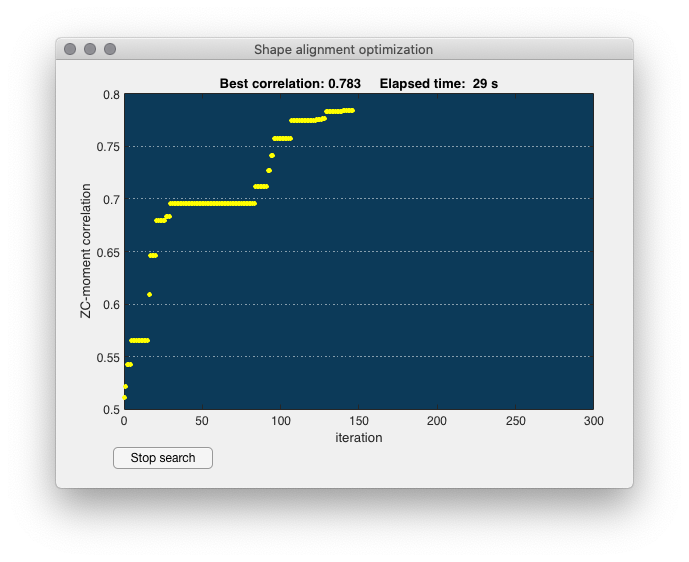 Shape alignment optimization
Best correlation: 0.783 Elapsed time: 29 s
0.8
0.75
0.7
0.65
0.6
0.55
0.5
ZC-moment correlation
0 50 100 150 200 250 300
iteration
Stop search